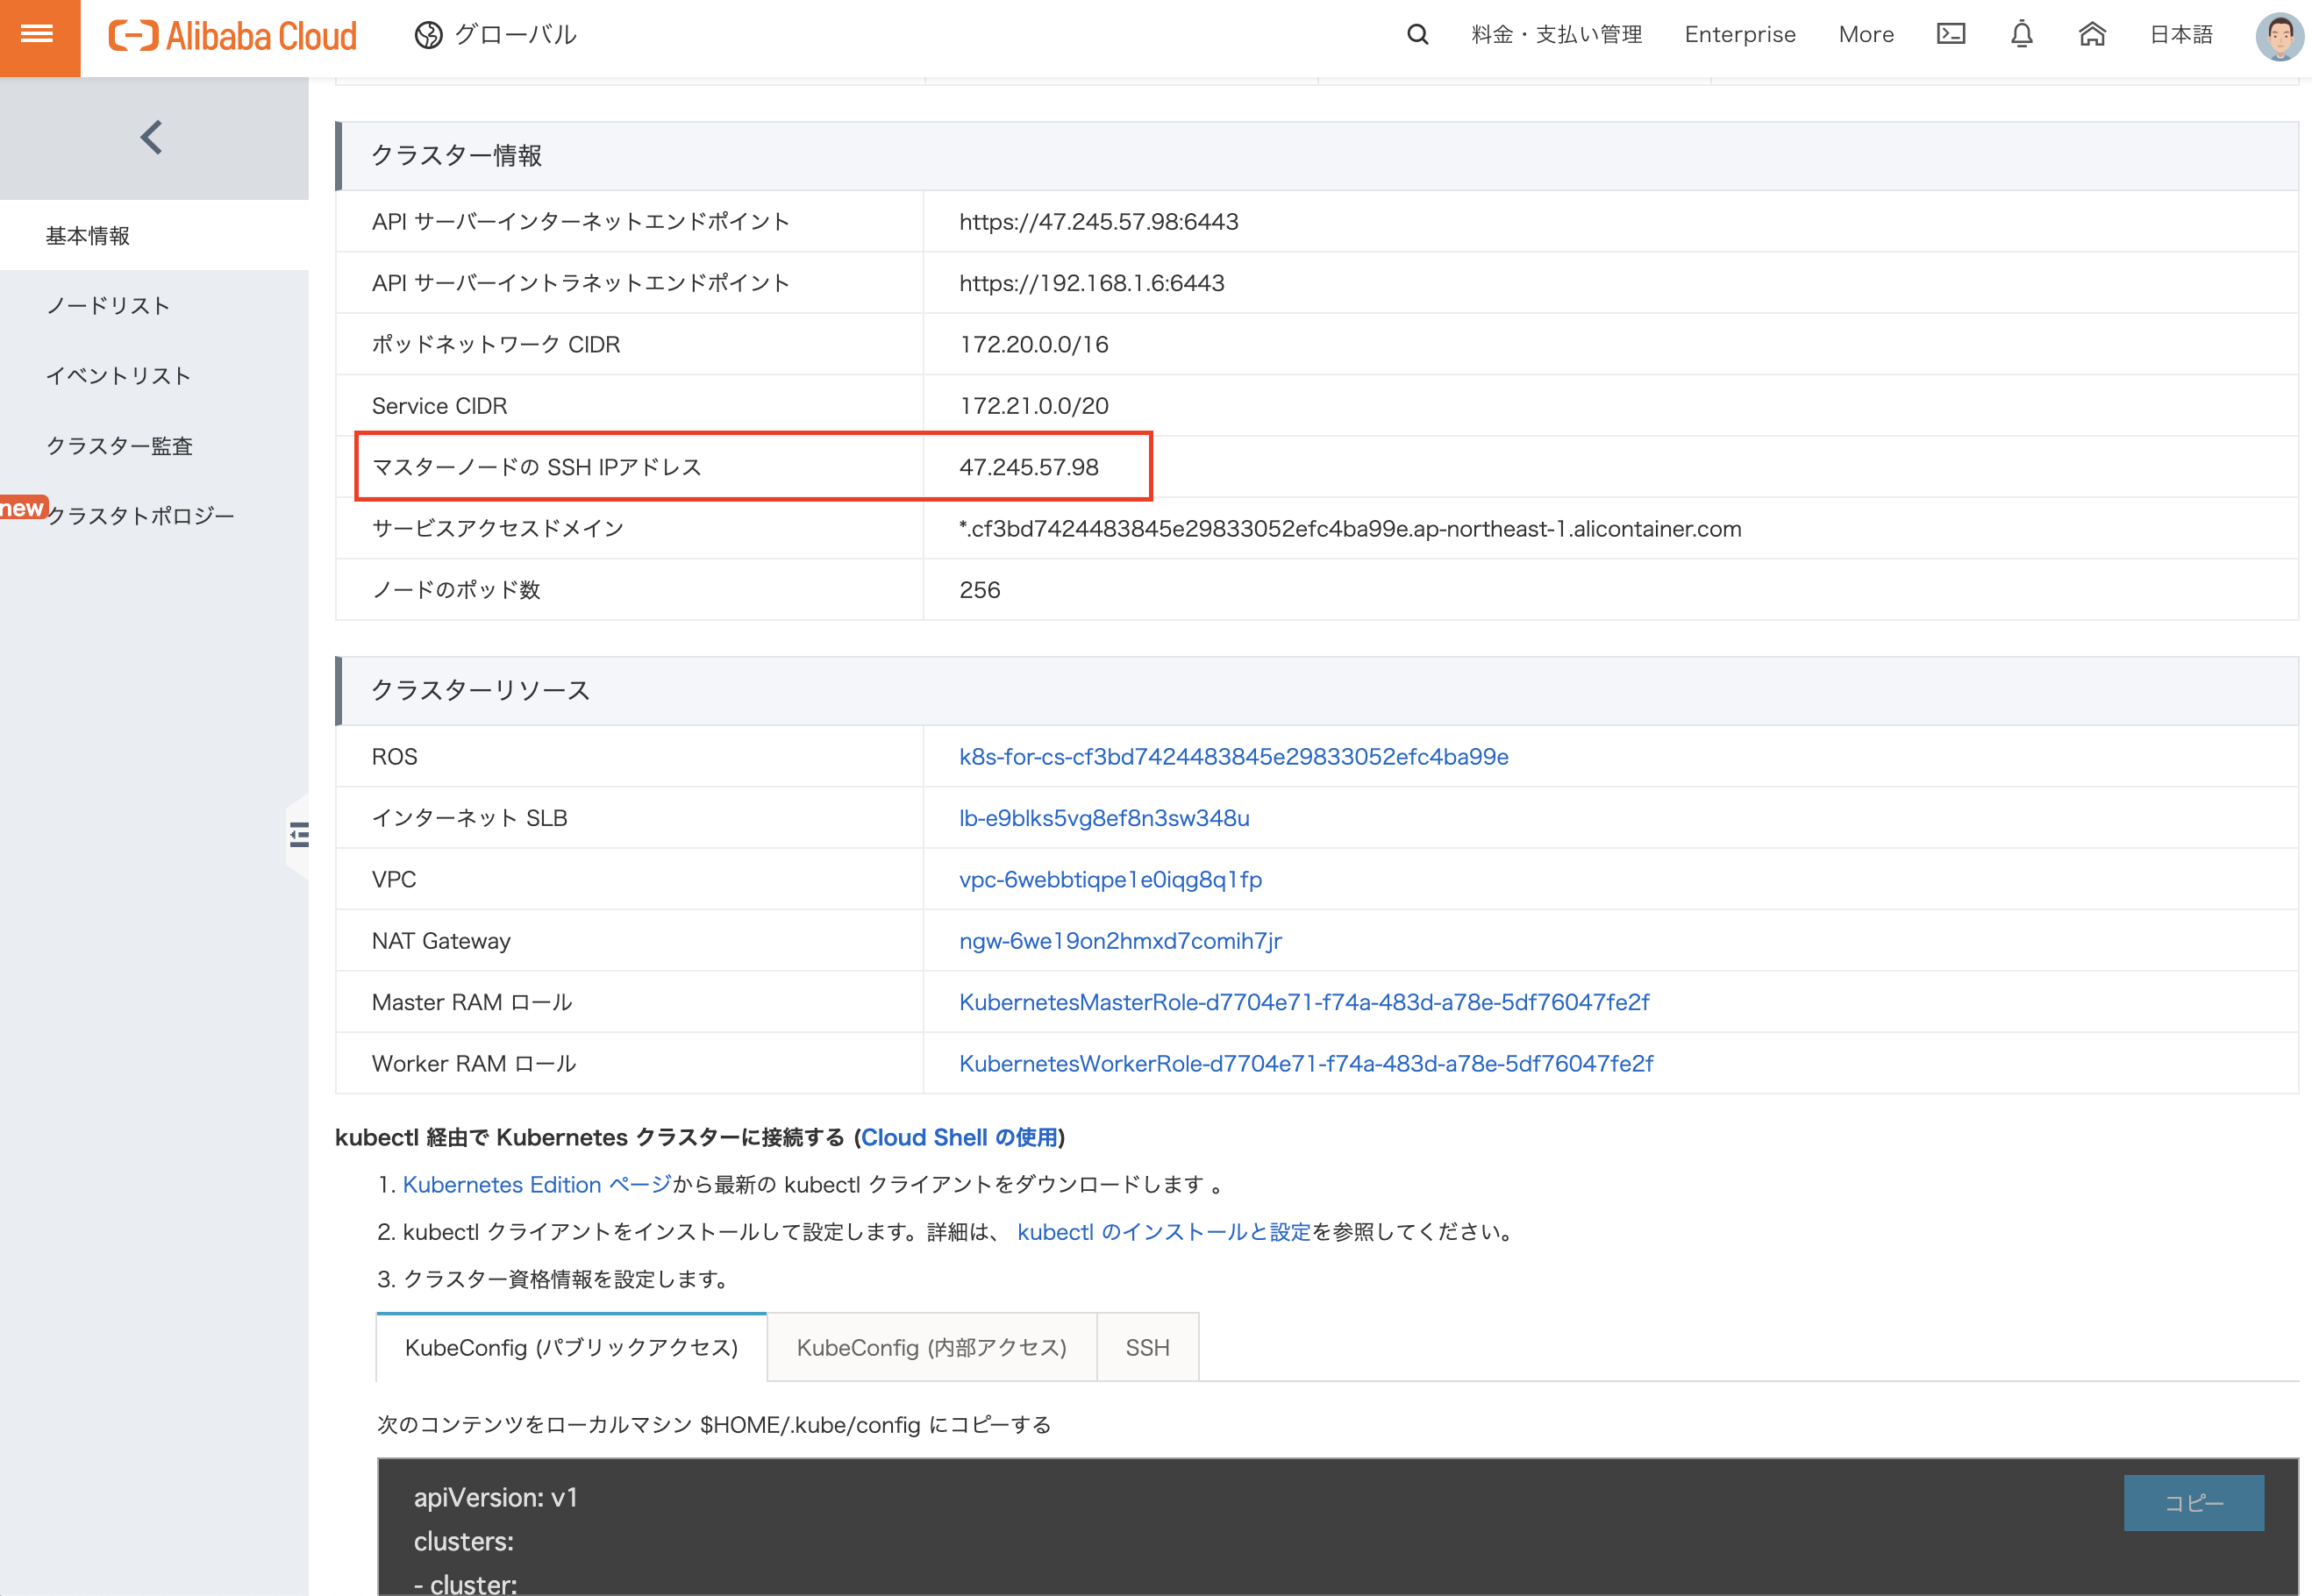 Alibaba Cloud
グローバル
料金・支払い管理
Enterprise
More
日本語
基本情報
ノードリスト
イベントリスト
クラスター監査
new
クラスタトポロジー
クラスター情報
API サーバーインターネットエンドポイント https://47.245.57.98:6443
API サーバーイントラネットエンドポイント https://192.168.1.6:6443
ポッドネットワーク CIDR 172.20.0.0/16
Service CIDR 172.21.0.0/20
マスターノードの SSH IPアドレス 47.245.57.98
サービスアクセスドメイン *.cf3bd7424483845e29833052efc4ba99e.ap-northeast-1.alicontainer.com
ノードのポッド数 256
クラスターリソース
ROS k8s-for-cs-cf3bd7424483845e29833052efc4ba99e
インターネット SLB lb-e9blks5vg8ef8n3sw348u
VPC vpc-6webbtiqpe1e0iqg8q1fp
NAT Gateway ngw-6we19on2hmxd7comih7jr
Master RAM ロール KubernetesMasterRole-d7704e71-f74a-483d-a78e-5df76047fe2f
Worker RAM ロール KubernetesWorkerRole-d7704e71-f74a-483d-a78e-5df76047fe2f
kubectl 経由で Kubernetes クラスターに接続する (Cloud Shell の使用)
1. Kubernetes Edition ページから最新の kubectl クライアントをダウンロードします 。
2. kubectl クライアントをインストールして設定します。詳細は、 kubectl のインストールと設定を参照してください。
3. クラスター資格情報を設定します。
KubeConfig (パブリックアクセス)
KubeConfig (内部アクセス)
SSH
次のコンテンツをローカルマシン $HOME/.kube/config にコピーする
コピー
apiVersion: v1
clusters:
- cluster: